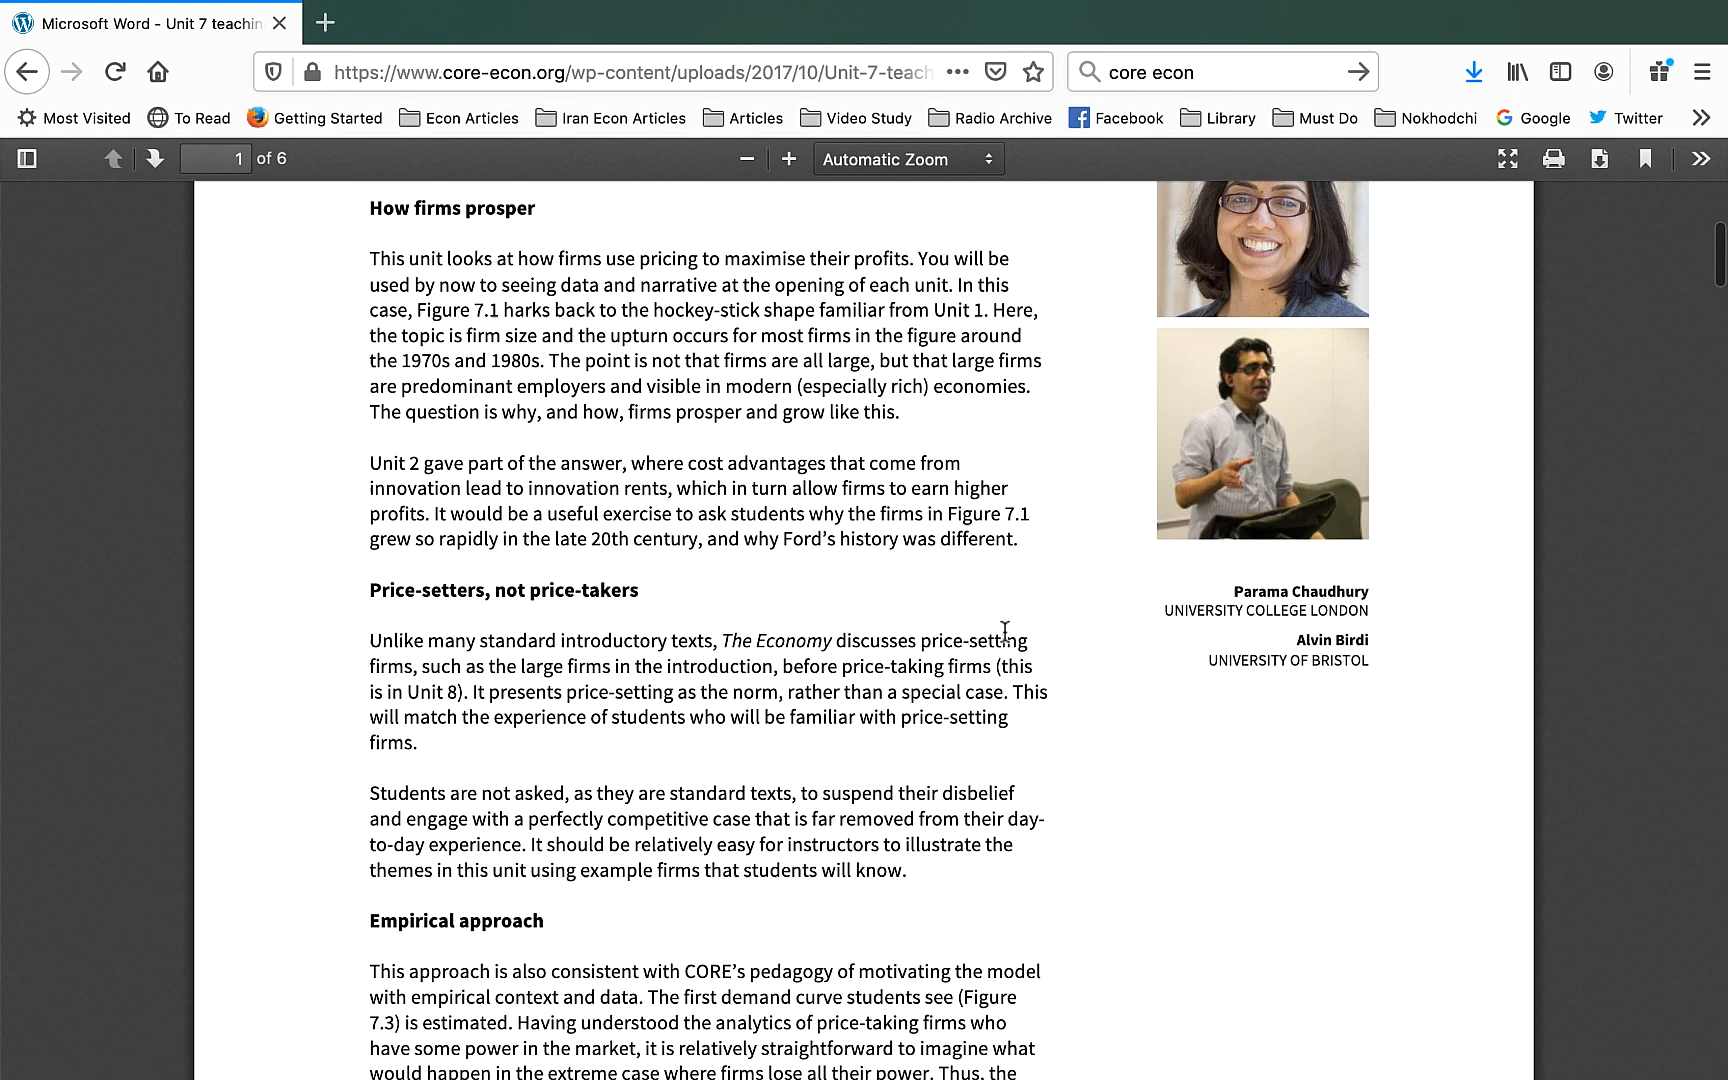 Microsoft Word - Unit 7 teachin
https://www.core-econ.org/wp-content/uploads/2017/10/Unit-7-teach
core econ
Most Visited To Read Getting Started Econ Articles Iran Econ Articles Articles Video Study Radio Archive Facebook Library Must Do Nokhodchi Google Twitter
1 of 6 Automatic Zoom
How firms prosper
This unit looks at how firms use pricing to maximise their profits. You will be
used by now to seeing data and narrative at the opening of each unit. In this
case, Figure 7.1 harks back to the hockey-stick shape familiar from Unit 1. Here,
the topic is firm size and the upturn occurs for most firms in the figure around
the 1970s and 1980s. The point is not that firms are all large, but that large firms
are predominant employers and visible in modern (especially rich) economies.
The question is why, and how, firms prosper and grow like this.
Unit 2 gave part of the answer, where cost advantages that come from
innovation lead to innovation rents, which in turn allow firms to earn higher
profits. It would be a useful exercise to ask students why the firms in Figure 7.1
grew so rapidly in the late 20th century, and why Ford's history was different.
Price-setters, not price-takers
Unlike many standard introductory texts, The Economy discusses price-setting
firms, such as the large firms in the introduction, before price-taking firms (this
is in Unit 8). It presents price-setting as the norm, rather than a special case. This
will match the experience of students who will be familiar with price-setting
firms.
Students are not asked, as they are standard texts, to suspend their disbelief
and engage with a perfectly competitive case that is far removed from their day-
to-day experience. It should be relatively easy for instructors to illustrate the
themes in this unit using example firms that students will know.
Empirical approach
This approach is also consistent with CORE's pedagogy of motivating the model
with empirical context and data. The first demand curve students see (Figure
7.3) is estimated. Having understood the analytics of price-taking firms who
have some power in the market, it is relatively straightforward to imagine what
would happen in the extreme case where firms lose all their power. Thus, the
Parama Chaudhury
UNIVERSITY COLLEGE LONDON
Alvin Birdi
UNIVERSITY OF BRISTOL